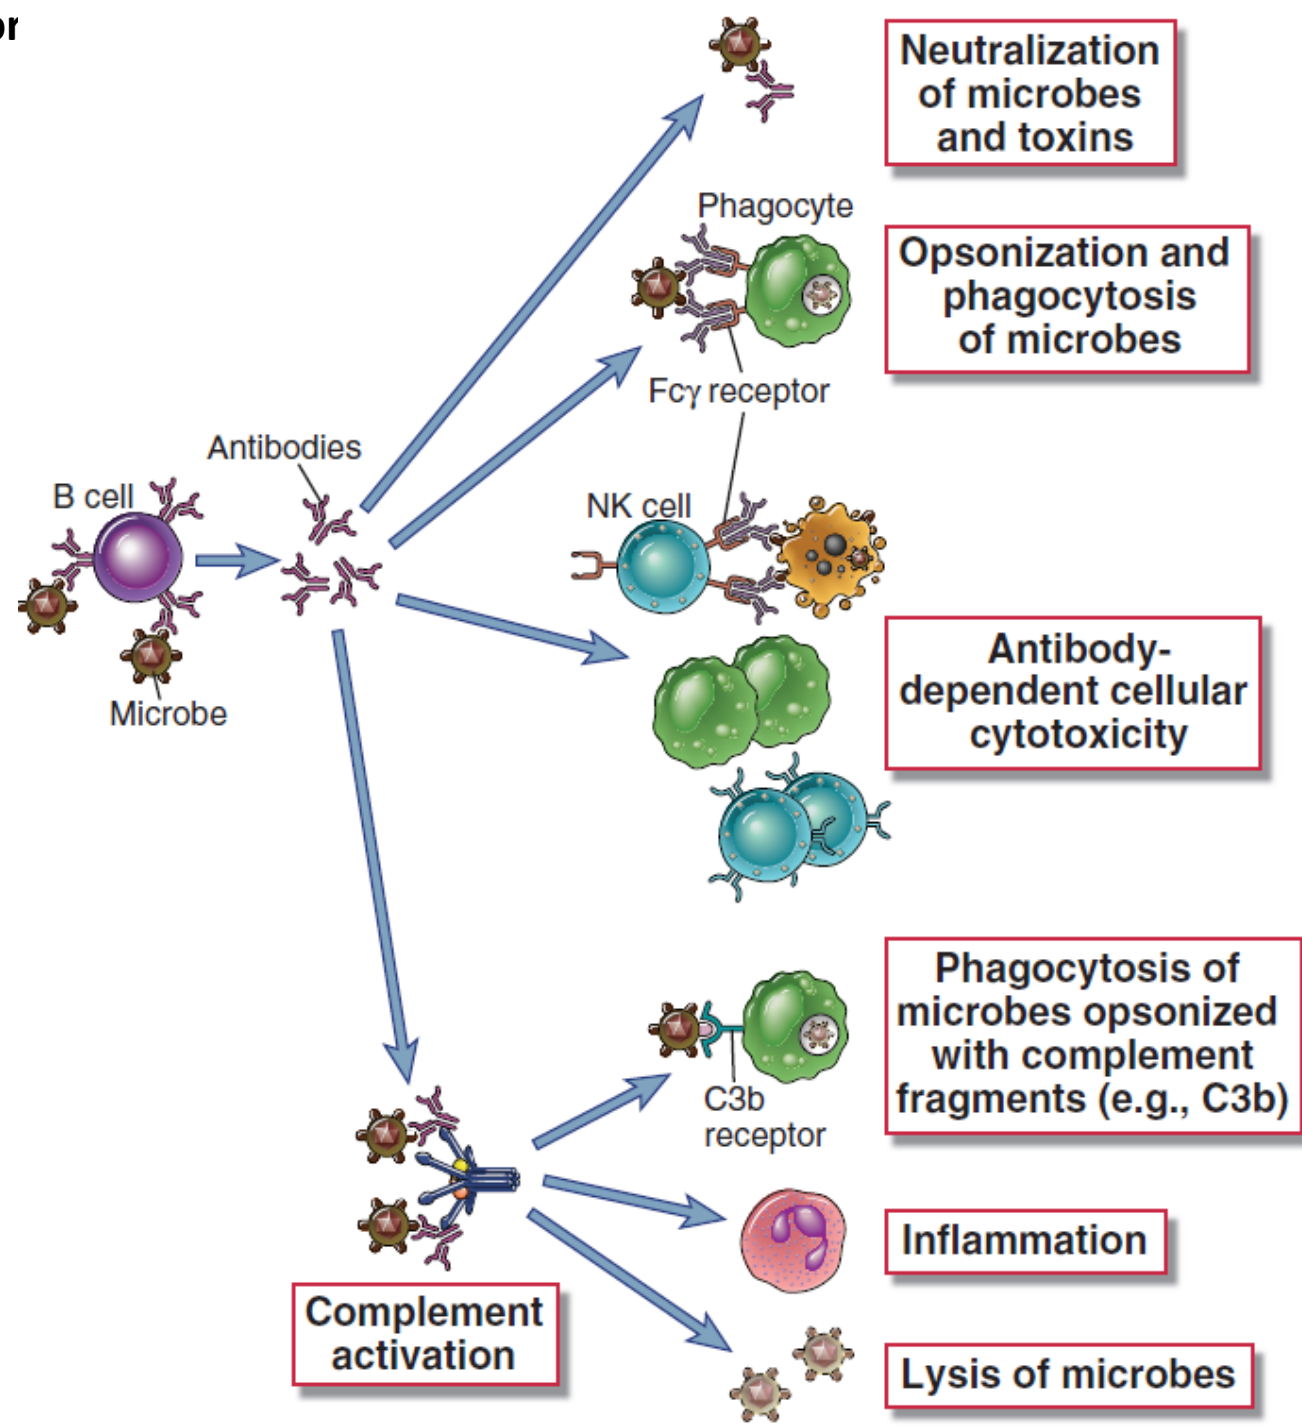 or
Neutralization
of microbes
and toxins
Phagocyte
Opsonization and
phagocytosis
of microbes
Fcγ receptor
Antibodies
B cell
NK cell
Microbe
Antibody-
dependent cellular
cytotoxicity
Phagocytosis of
microbes opsonized
with complement
fragments (e.g., C3b)
C3b
receptor
Inflammation
Complement
activation
Lysis of microbes